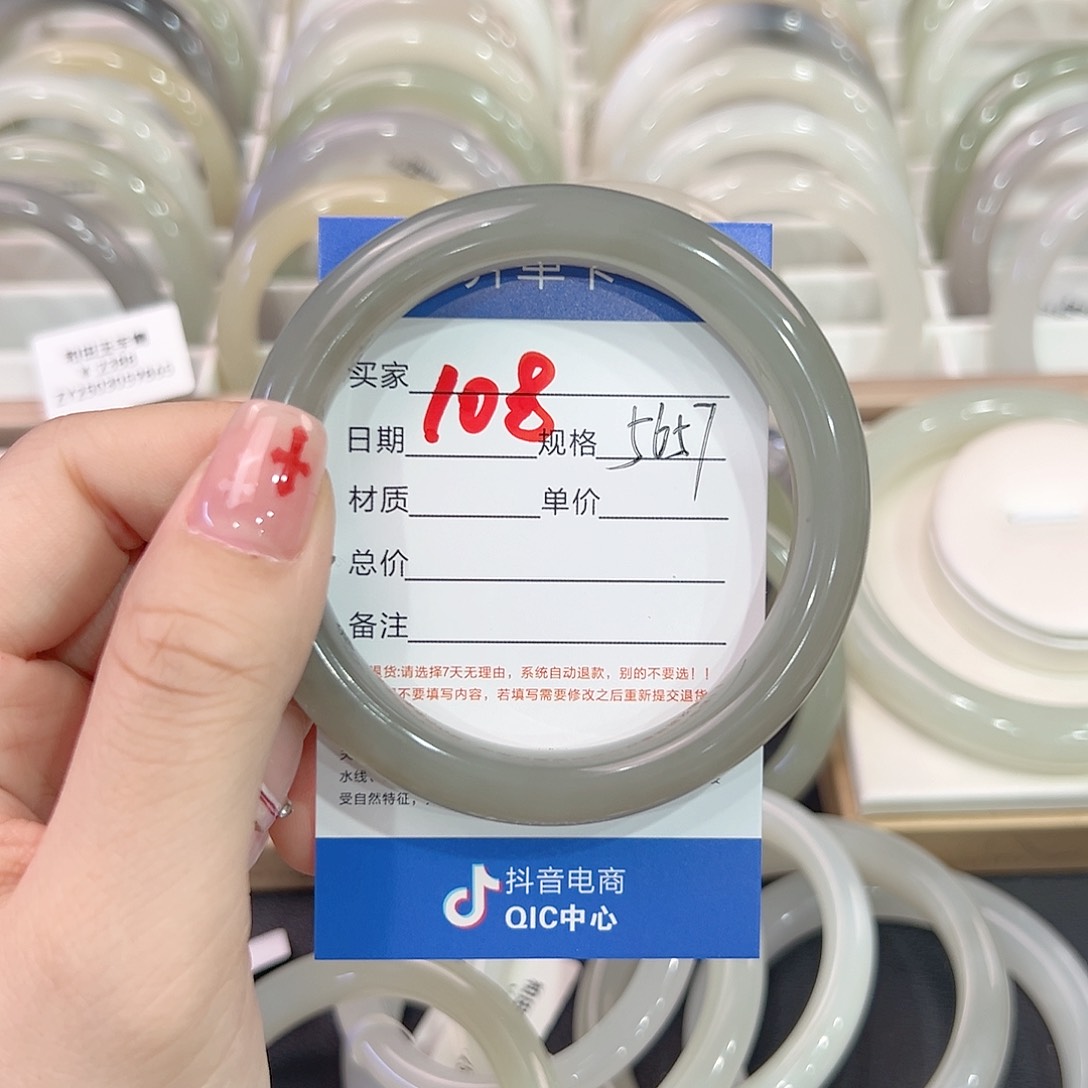 开单卡
买家 108
日期 规格 5657
材质 单价
总价
备注
退货:请选择7天无理由，系统自动退款，别的不要选！！
不要填写内容，若填写需要修改之后重新提交退货
水线、
受自然特征，
抖音电商
QIC中心